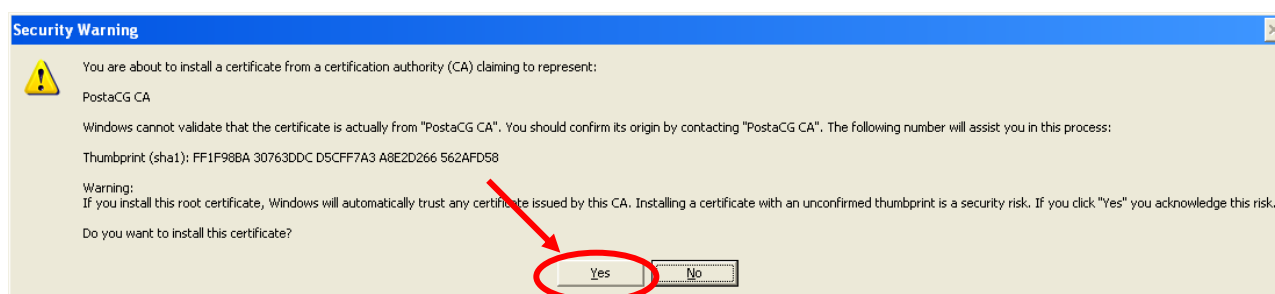 Security Warning
You are about to install a certificate from a certification authority (CA) claiming to represent:
PostaCG CA
Windows cannot validate that the certificate is actually from "PostaCG CA". You should confirm its origin by contacting "PostaCG CA". The following number will assist you in this process:
Thumbprint (sha1): FF1F98BA 30763DDC D5CFF7A3 A8E2D266 562AFD58
Warning:
If you install this root certificate, Windows will automatically trust any certificate issued by this CA. Installing a certificate with an unconfirmed thumbprint is a security risk. If you click "Yes" you acknowledge this risk.
Do you want to install this certificate?
Yes No